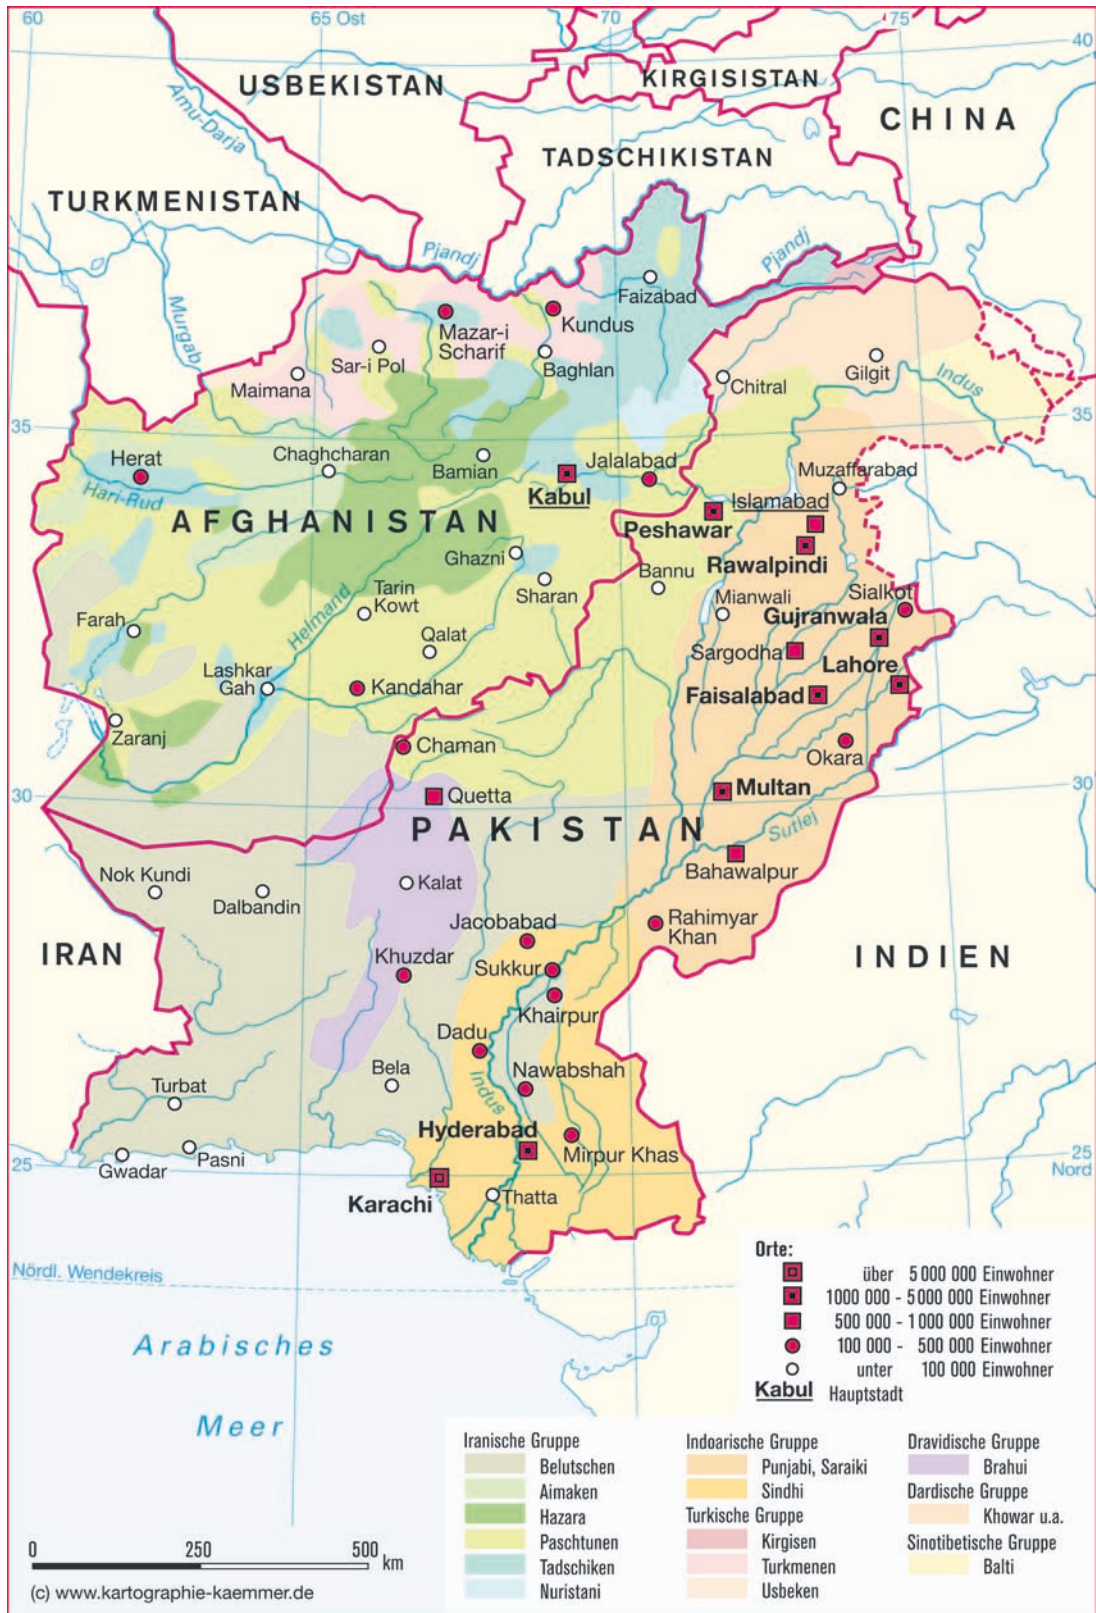 60
65 Ost
70
75
40
USBEKISTAN
KIRGISISTAN
CHINA
Amu-Darja
TADSCHIKISTAN
TURKMENISTAN
Pjandj
Pjandj
Faizabad
Murgab
Mazar-i
Scharif
Kundus
Sar-i Pol
Baghlan
Maimana
Chitral
Gilgit
Indus
35
35
Herat
Chaghcharan
Bamian
Jalalabad
Muzaffarabad
Hari-Rud
Kabul
Islamabad
AFGHANISTAN
Peshawar
Rawalpindi
Ghazni
Bannu
Sharan
Tarin
Kowt
Mianwali
Sialkot
Farah
Helmand
Gujranwala
Qalat
Sargodha
Lahore
Lashkar
Gah
Kandahar
Faisalabad
Zaranj
Chaman
Okara
30
Quetta
Multan
30
PAKISTAN
Sutlej
Nok Kundi
Kalat
Bahawalpur
Dalbandin
Jacobabad
Rahimyar
Khan
IRAN
Khuzdar
Sukkur
INDIEN
Khairpur
Dadu
Bela
Nawabshah
Turbat
Indus
Hyderabad
Mirpur Khas
25
Gwadar
Pasni
25
Nord
Karachi
Thatta
Nördl. Wendekreis
Arabisches
Meer
Orte:
über 5 000 000 Einwohner
1000 000 - 5 000 000 Einwohner
500 000 - 1 000 000 Einwohner
100 000 - 500 000 Einwohner
unter 100 000 Einwohner
Kabul Hauptstadt
Iranische Gruppe
Belutschen
Aimaken
Hazara
Paschtunen
Tadschiken
Nuristani
Indoarische Gruppe
Punjabi, Saraiki
Sindhi
Turkische Gruppe
Kirgisen
Turkmenen
Usbeken
Dravidische Gruppe
Brahui
Dardische Gruppe
Khowar u.a.
Sinotibetische Gruppe
Balti
0 250 500 km
(c) www.kartographie-kaemmer.de